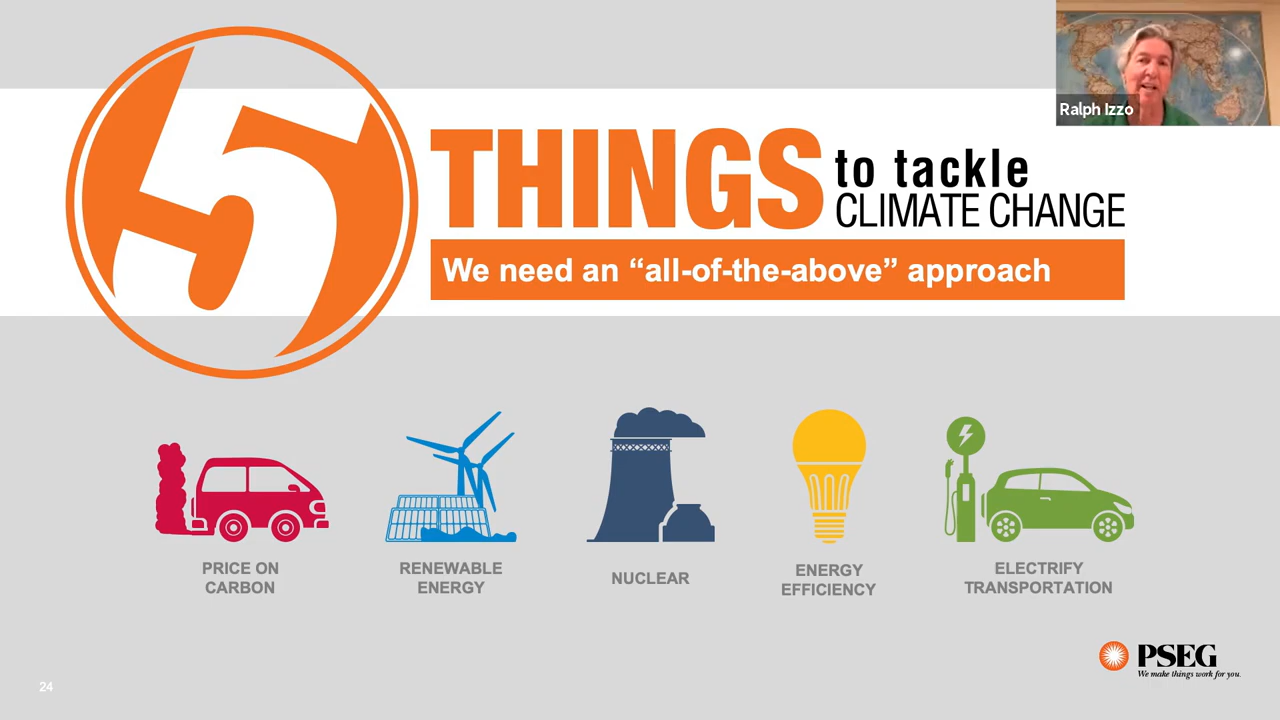 Ralph Izzo
5 THINGS to tackle
CLIMATE CHANGE
We need an “all-of-the-above” approach
PRICE ON
CARBON
RENEWABLE
ENERGY
NUCLEAR
ENERGY
EFFICIENCY
ELECTRIFY
TRANSPORTATION
PSEG
We make things work for you.
24